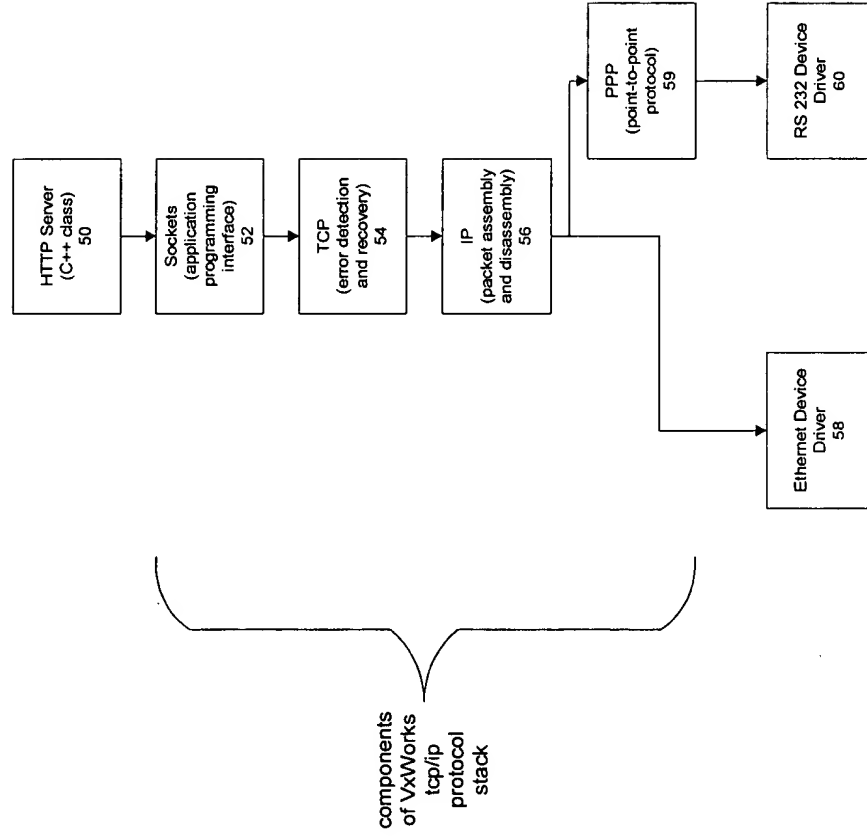 HTTP Server
(C++ class)
50
Sockets
(application
programming
interface)
52
TCP
(error detection
and recovery)
54
IP
(packet assembly
and disassembly)
56
PPP
(point-to-point
protocol)
59
RS 232 Device
Driver
60
Ethernet Device
Driver
58
components
of VxWorks
tcp/ip
protocol
stack